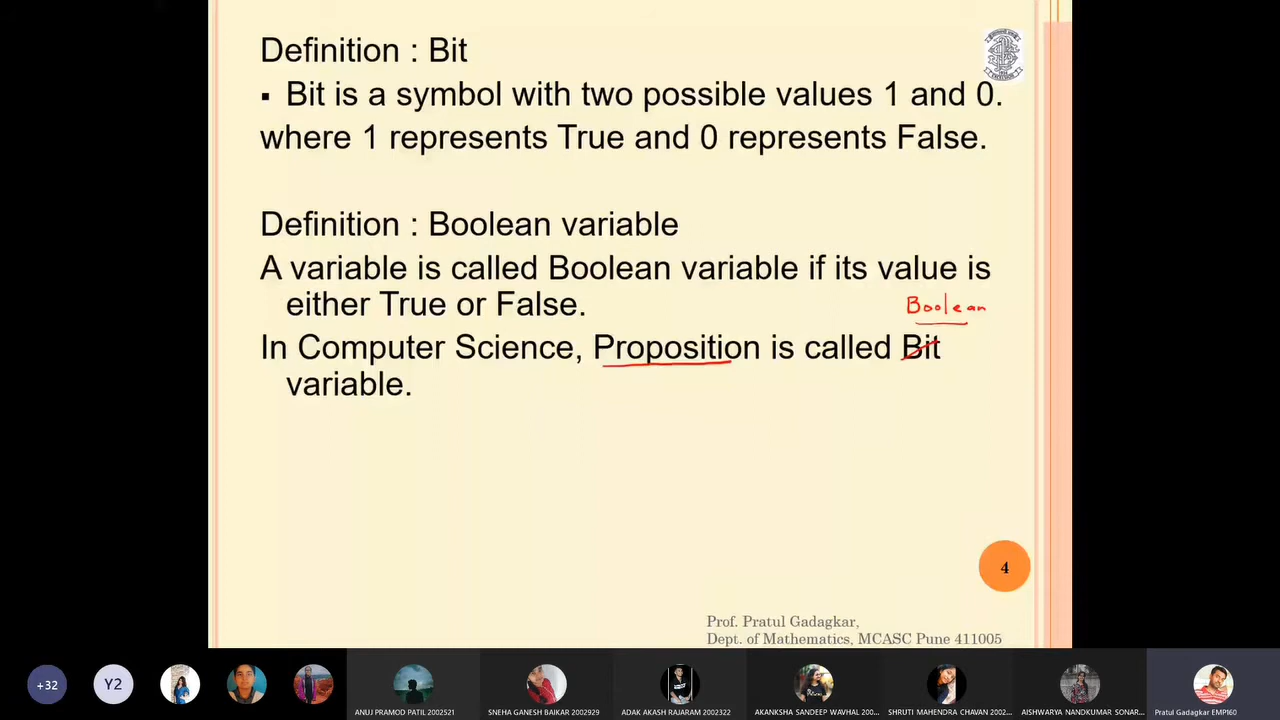 Definition : Bit
▪ Bit is a symbol with two possible values 1 and 0.
where 1 represents True and 0 represents False.
Definition : Boolean variable
A variable is called Boolean variable if its value is
either True or False.
Boolean
In Computer Science, Proposition is called Bit
variable.
4
Prof. Pratul Gadagkar,
Dept. of Mathematics, MCASC Pune 411005
+32
Y2
ANUJ PRAMOD PATIL 2002521
SNEHA GANESH BAIKAR 2002929
ADAK AKASH RAJARAM 2002322
AKANKSHA SANDEEP WAVHAL 200...
SHRUTI MAHENDRA CHAVAN 2002...
AISHWARYA NANDKUMAR SONAR...
Pratul Gadagkar EMP160